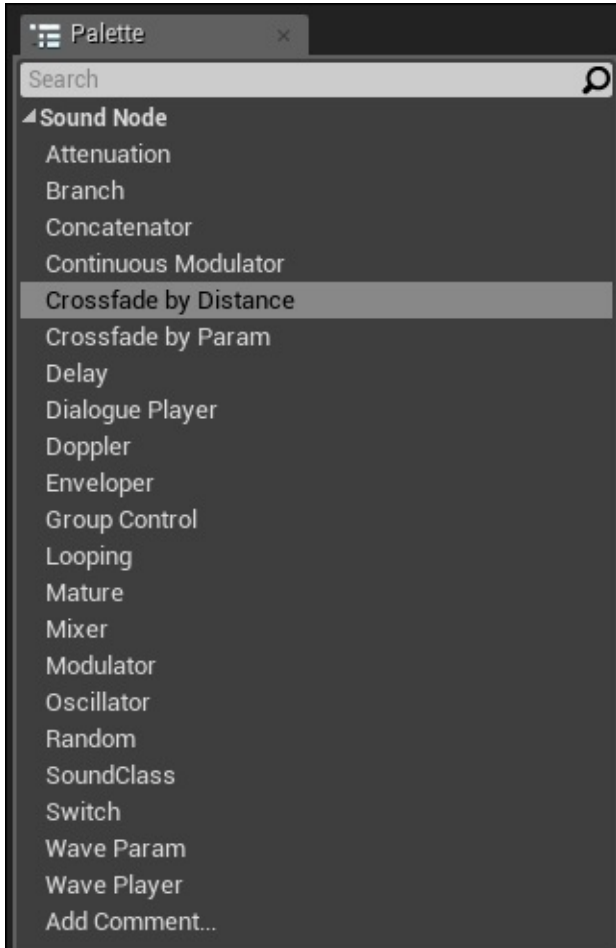 Palette
Search
Sound Node
Attenuation
Branch
Concatenator
Continuous Modulator
Crossfade by Distance
Crossfade by Param
Delay
Dialogue Player
Doppler
Enveloper
Group Control
Looping
Mature
Mixer
Modulator
Oscillator
Random
SoundClass
Switch
Wave Param
Wave Player
Add Comment...